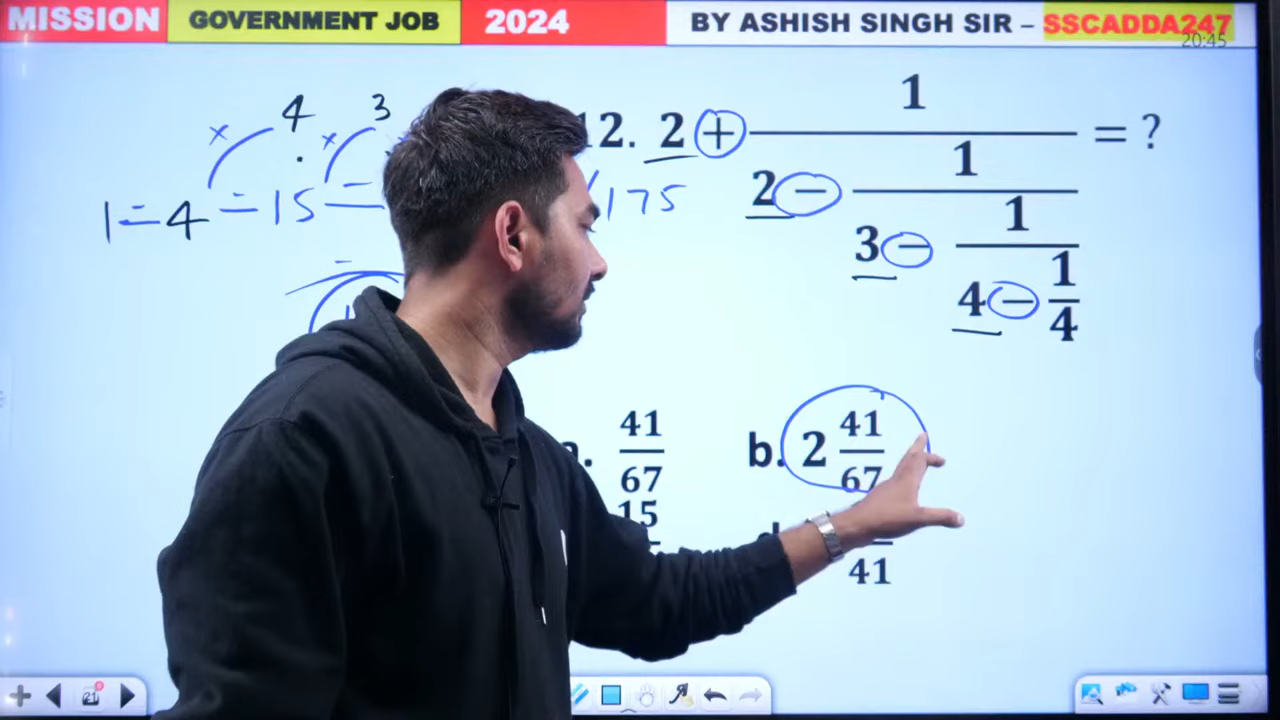 MISSION GOVERNMENT JOB 2024 BY ASHISH SINGH SIR – SSCADDA247
20:45
12. 2 + 1 / (2 − 1 / (3 − 1 / (4 − 1/4))) = ?
4 3
× ×
1 = 4 = 15 = 175
a. 41/67 b. 2 41/67
15
41
21